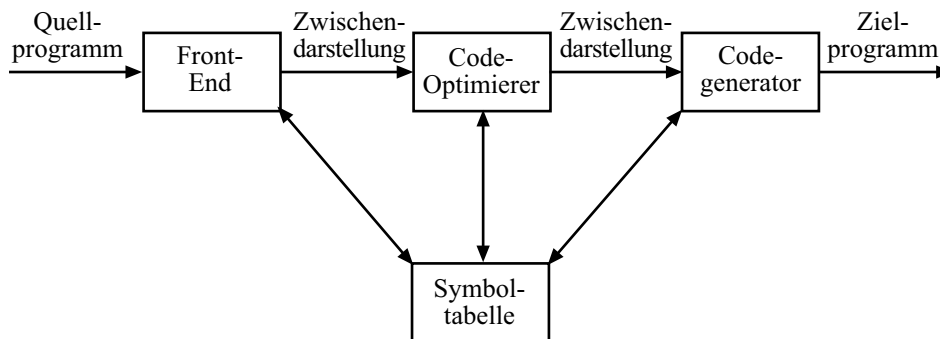 Quell-
programm
Front-
End
Zwischen-
darstellung
Code-
Optimierer
Zwischen-
darstellung
Code-
generator
Ziel-
programm
Symbol-
tabelle